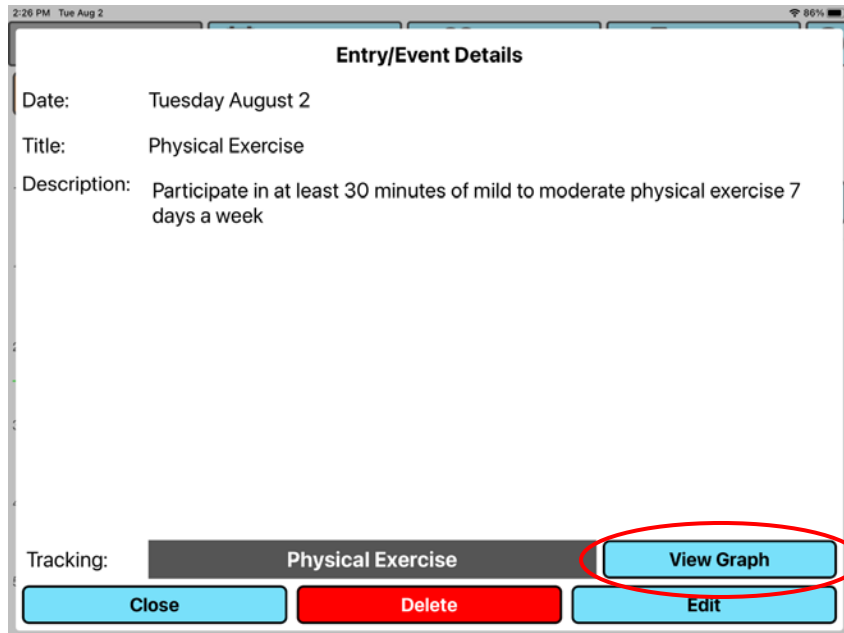 2:26 PM Tue Aug 2
86%
Entry/Event Details
Date: Tuesday August 2
Title: Physical Exercise
Description: Participate in at least 30 minutes of mild to moderate physical exercise 7
days a week
Tracking: Physical Exercise View Graph
Close Delete Edit